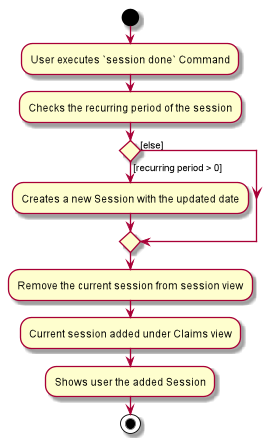 User executes `session done` Command
Checks the recurring period of the session
[else]
[recurring period > 0]
Creates a new Session with the updated date
Remove the current session from session view
Current session added under Claims view
Shows user the added Session